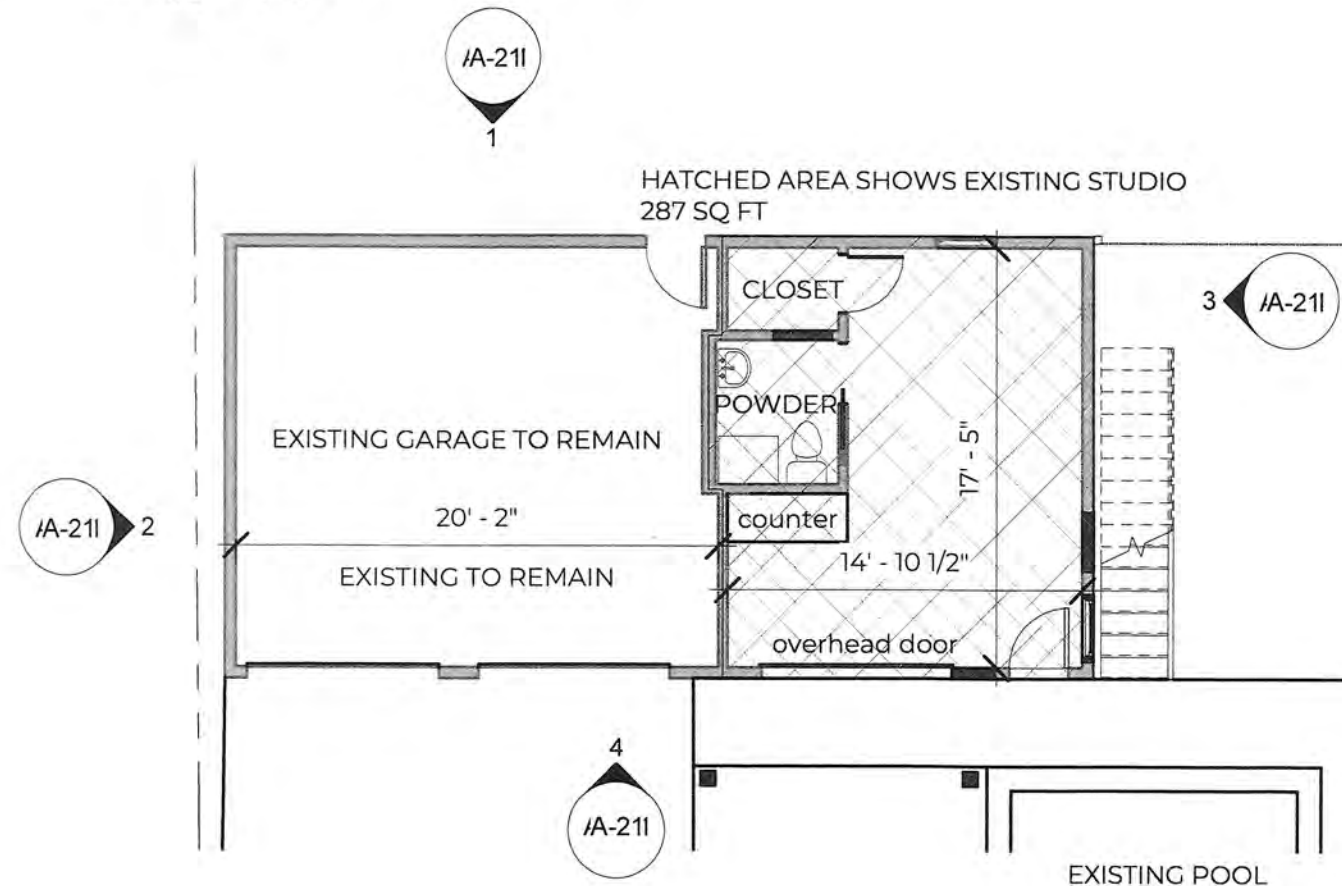 /A-211
1
HATCHED AREA SHOWS EXISTING STUDIO
287 SQ FT
CLOSET
3
/A-211
POWDER
EXISTING GARAGE TO REMAIN
17' - 5"
/A-211
2
20' - 2"
counter
14' - 10 1/2"
EXISTING TO REMAIN
overhead door
4
/A-211
EXISTING POOL